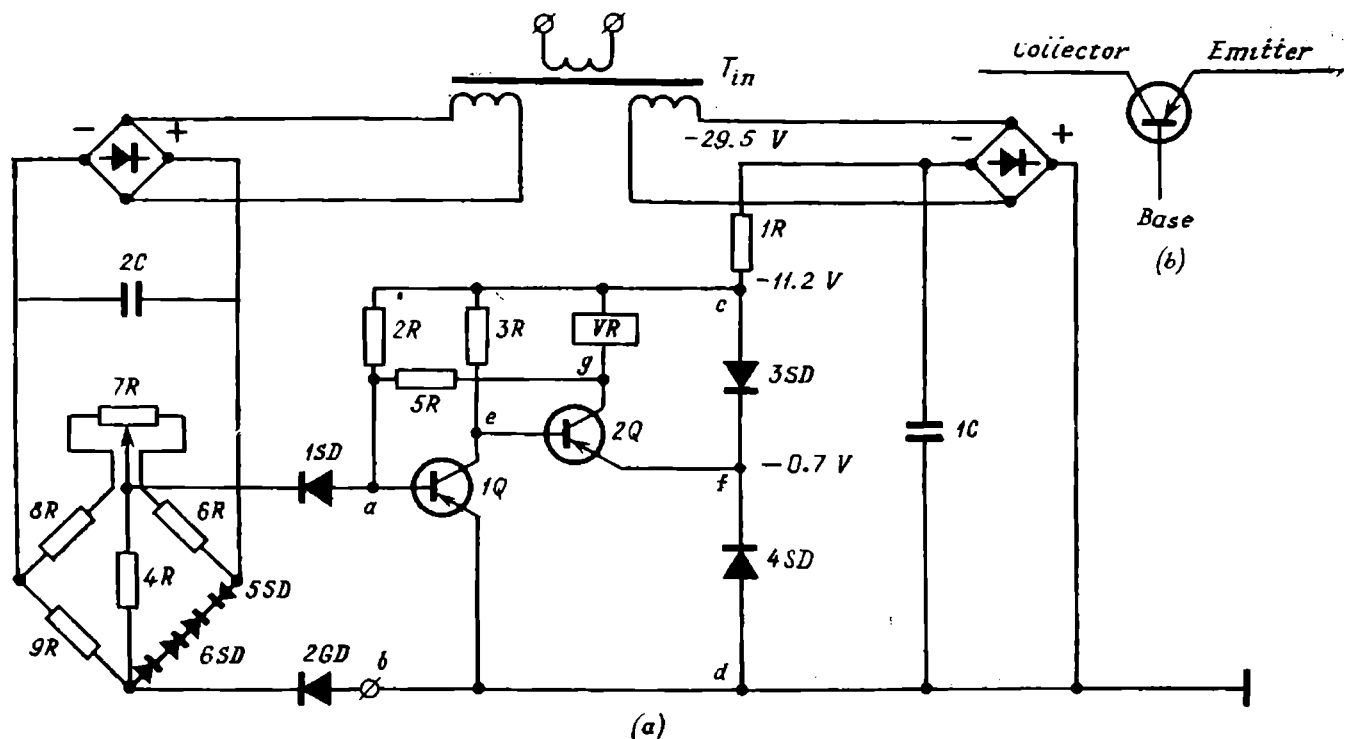 T in
Collector
Emitter
- +
-29.5 V
- +
Base
(b)
1R
2C
-11.2 V
c
2R
3R
VR
3SD
g
5R
7R
e
2Q
1C
1SD
-0.7 V
f
a
1Q
8R
6R
4R
4SD
5SD
9R
6SD
2GD
b
d
(a)